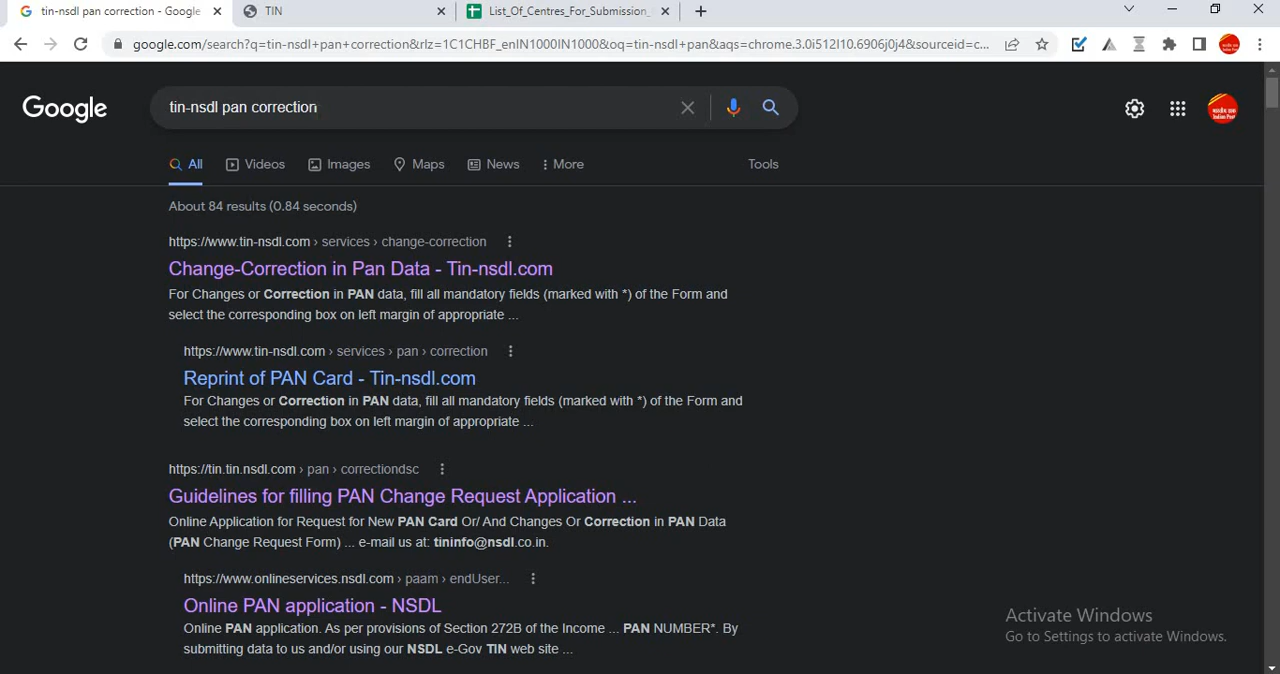 tin-nsdl pan correction - Google
TIN
List_Of_Centres_For_Submission_
google.com/search?q=tin-nsdl+pan+correction&rlz=1C1CHBF_enIN1000IN1000&oq=tin-nsdl+pan&aqs=chrome.3.0i512l10.6906j0j4&sourceid=c...
Google
tin-nsdl pan correction
All Videos Images Maps News More Tools
About 84 results (0.84 seconds)
https://www.tin-nsdl.com › services › change-correction
Change-Correction in Pan Data - Tin-nsdl.com
For Changes or Correction in PAN data, fill all mandatory fields (marked with *) of the Form and
select the corresponding box on left margin of appropriate ...
https://www.tin-nsdl.com › services › pan › correction
Reprint of PAN Card - Tin-nsdl.com
For Changes or Correction in PAN data, fill all mandatory fields (marked with *) of the Form and
select the corresponding box on left margin of appropriate ...
https://tin.tin.nsdl.com › pan › correctiondsc
Guidelines for filling PAN Change Request Application ...
Online Application for Request for New PAN Card Or/ And Changes Or Correction in PAN Data
(PAN Change Request Form) ... e-mail us at: tininfo@nsdl.co.in.
https://www.onlineservices.nsdl.com › paam › endUser...
Online PAN application - NSDL
Online PAN application. As per provisions of Section 272B of the Income ... PAN NUMBER*. By
submitting data to us and/or using our NSDL e-Gov TIN web site ...
Activate Windows
Go to Settings to activate Windows.